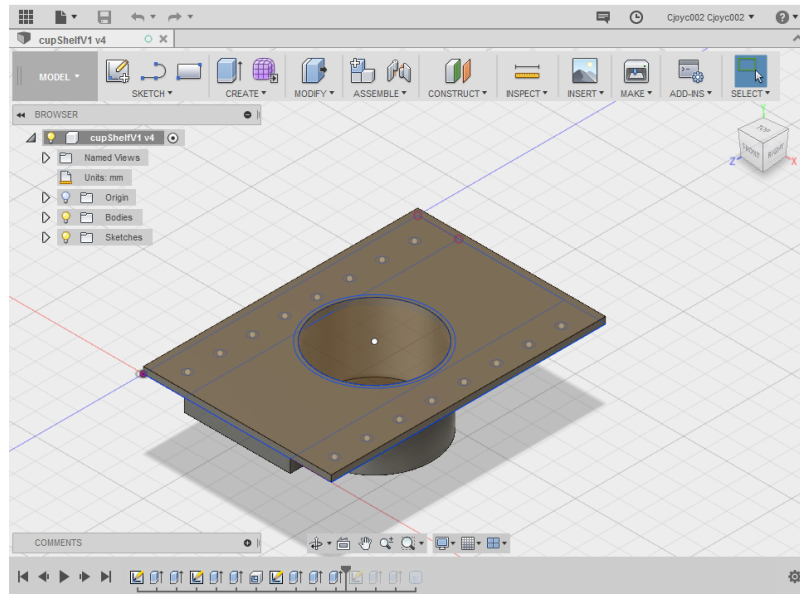 Cjoyc002 Cjoyc002
cupShelfV1 v4
MODEL
SKETCH
CREATE
MODIFY
ASSEMBLE
CONSTRUCT
INSPECT
INSERT
MAKE
ADD-INS
SELECT
BROWSER
cupShelfV1 v4
Named Views
Units: mm
Origin
Bodies
Sketches
TOP
FRONT
RIGHT
Y
Z
X
COMMENTS